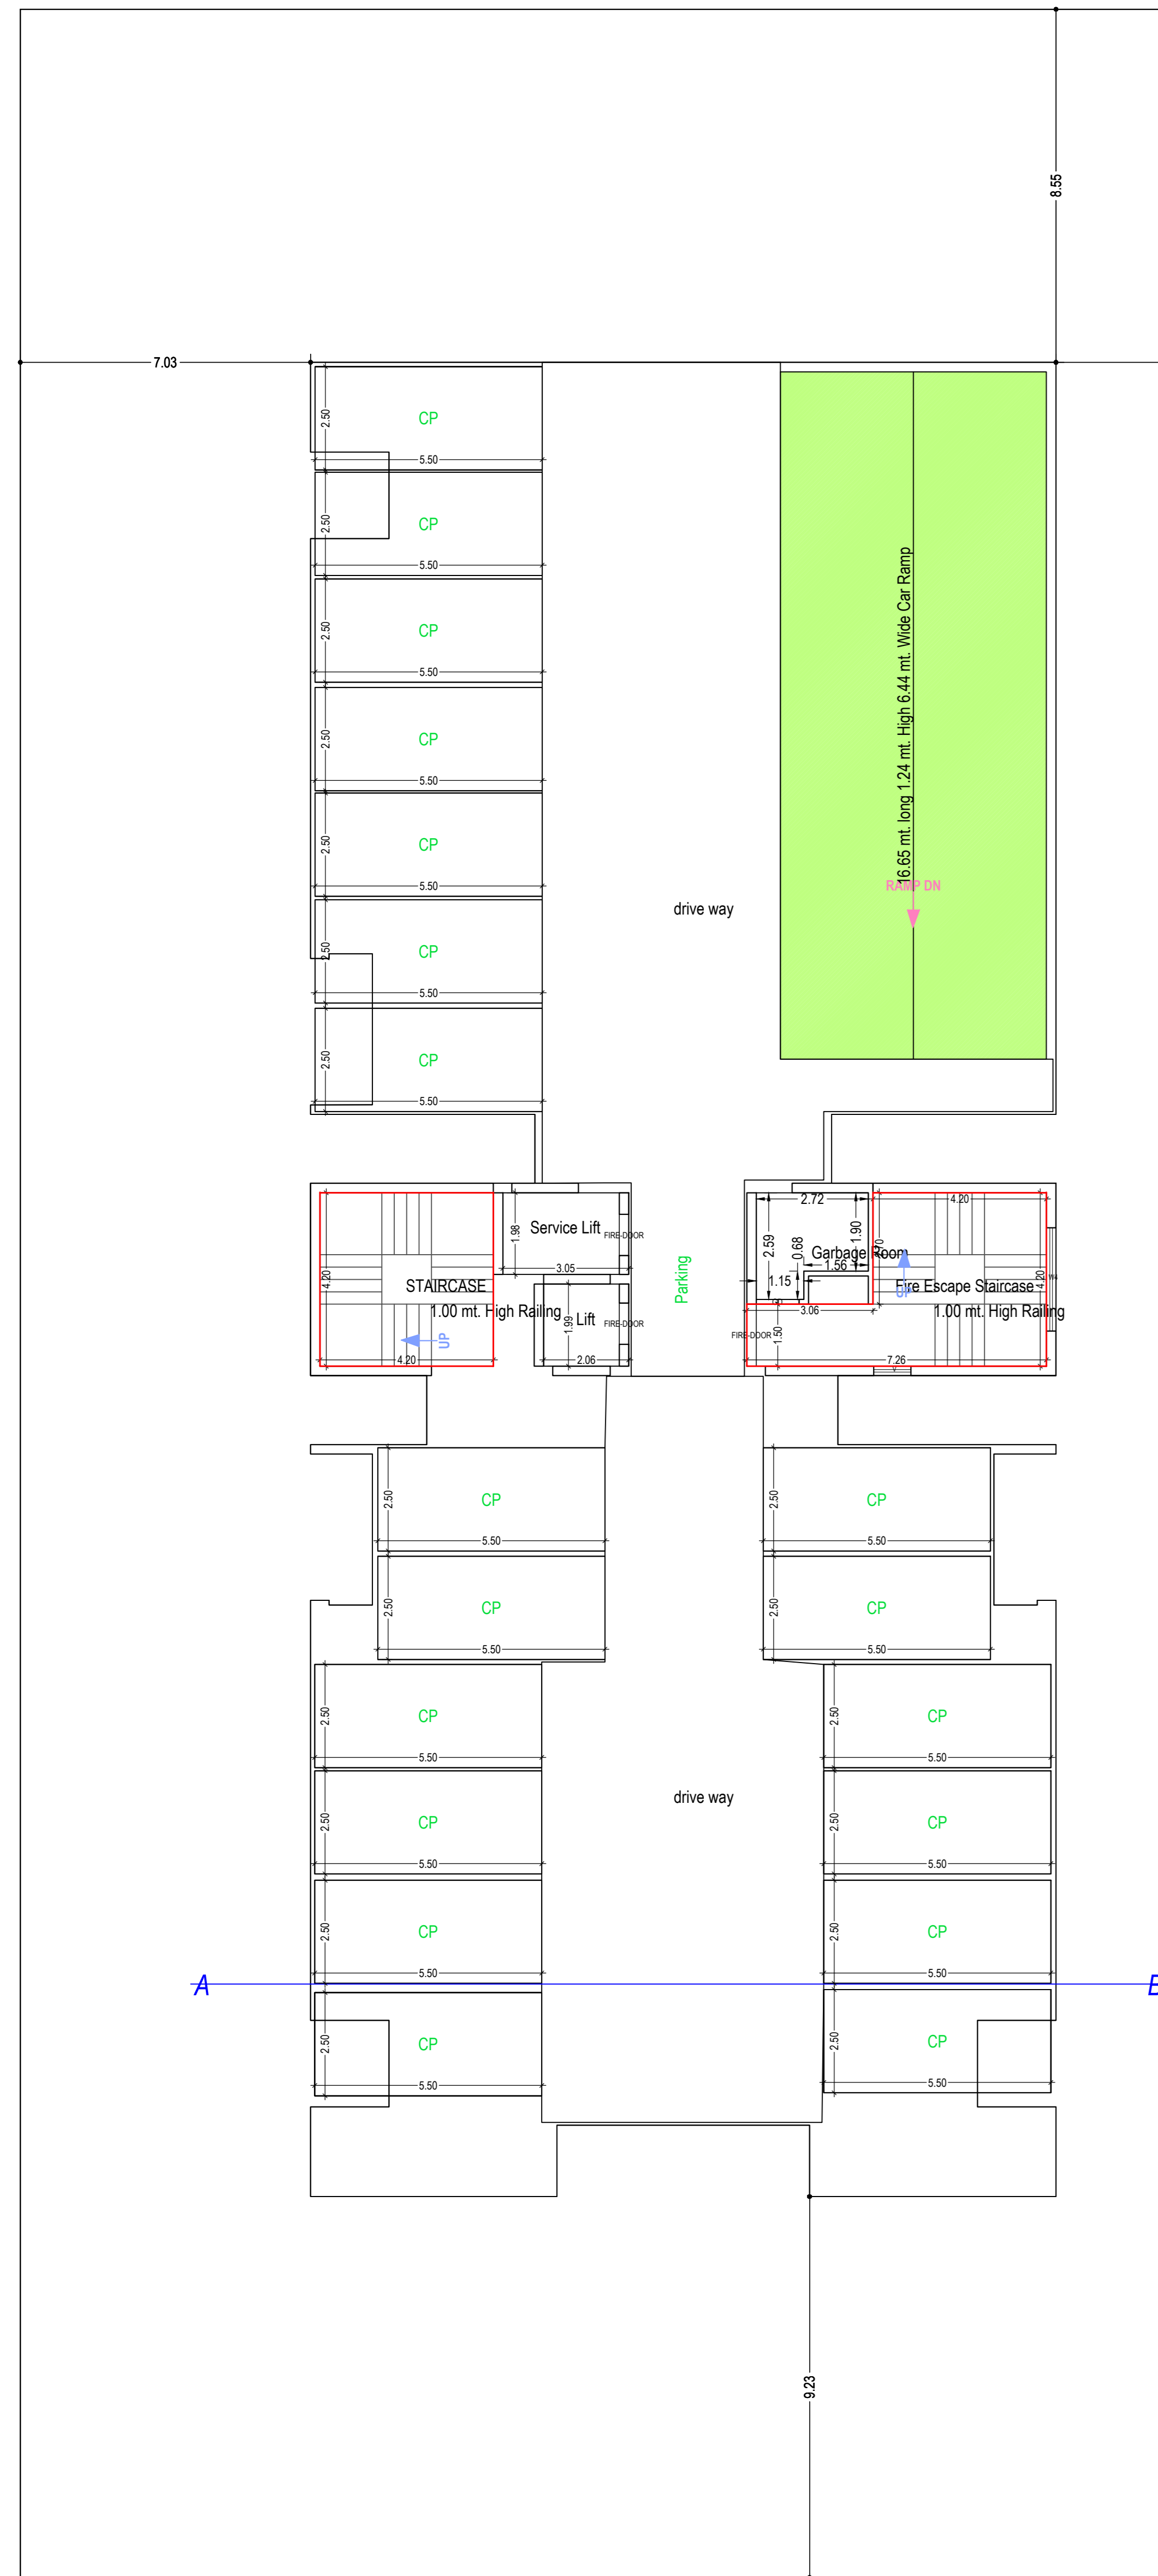 8.55
7.03
CP
2.50
5.50
CP
2.50
5.50
CP
2.50
5.50
CP
2.50
5.50
CP
2.50
5.50
CP
2.50
5.50
CP
2.50
5.50
16.65 mt. long 1.24 mt. High 6.44 mt. Wide Car Ramp
RAMP DN
drive way
4.20
STAIRCASE
1.00 mt. High Railing
UP
4.20
1.98
Service Lift
FIRE-DOOR
3.05
1.99
Lift
FIRE-DOOR
2.06
Parking
2.72
2.59
0.68
1.90
Garbage Room
1.56
1.15
3.06
FIRE-DOOR
1.50
7.26
4.20
4.20
Fire Escape Staircase
1.00 mt. High Railing
UP
V
CP
2.50
5.50
CP
2.50
5.50
CP
2.50
5.50
CP
2.50
5.50
CP
2.50
5.50
CP
2.50
5.50
drive way
CP
2.50
5.50
CP
2.50
5.50
CP
2.50
5.50
CP
2.50
5.50
A
CP
2.50
5.50
CP
2.50
5.50
9.23